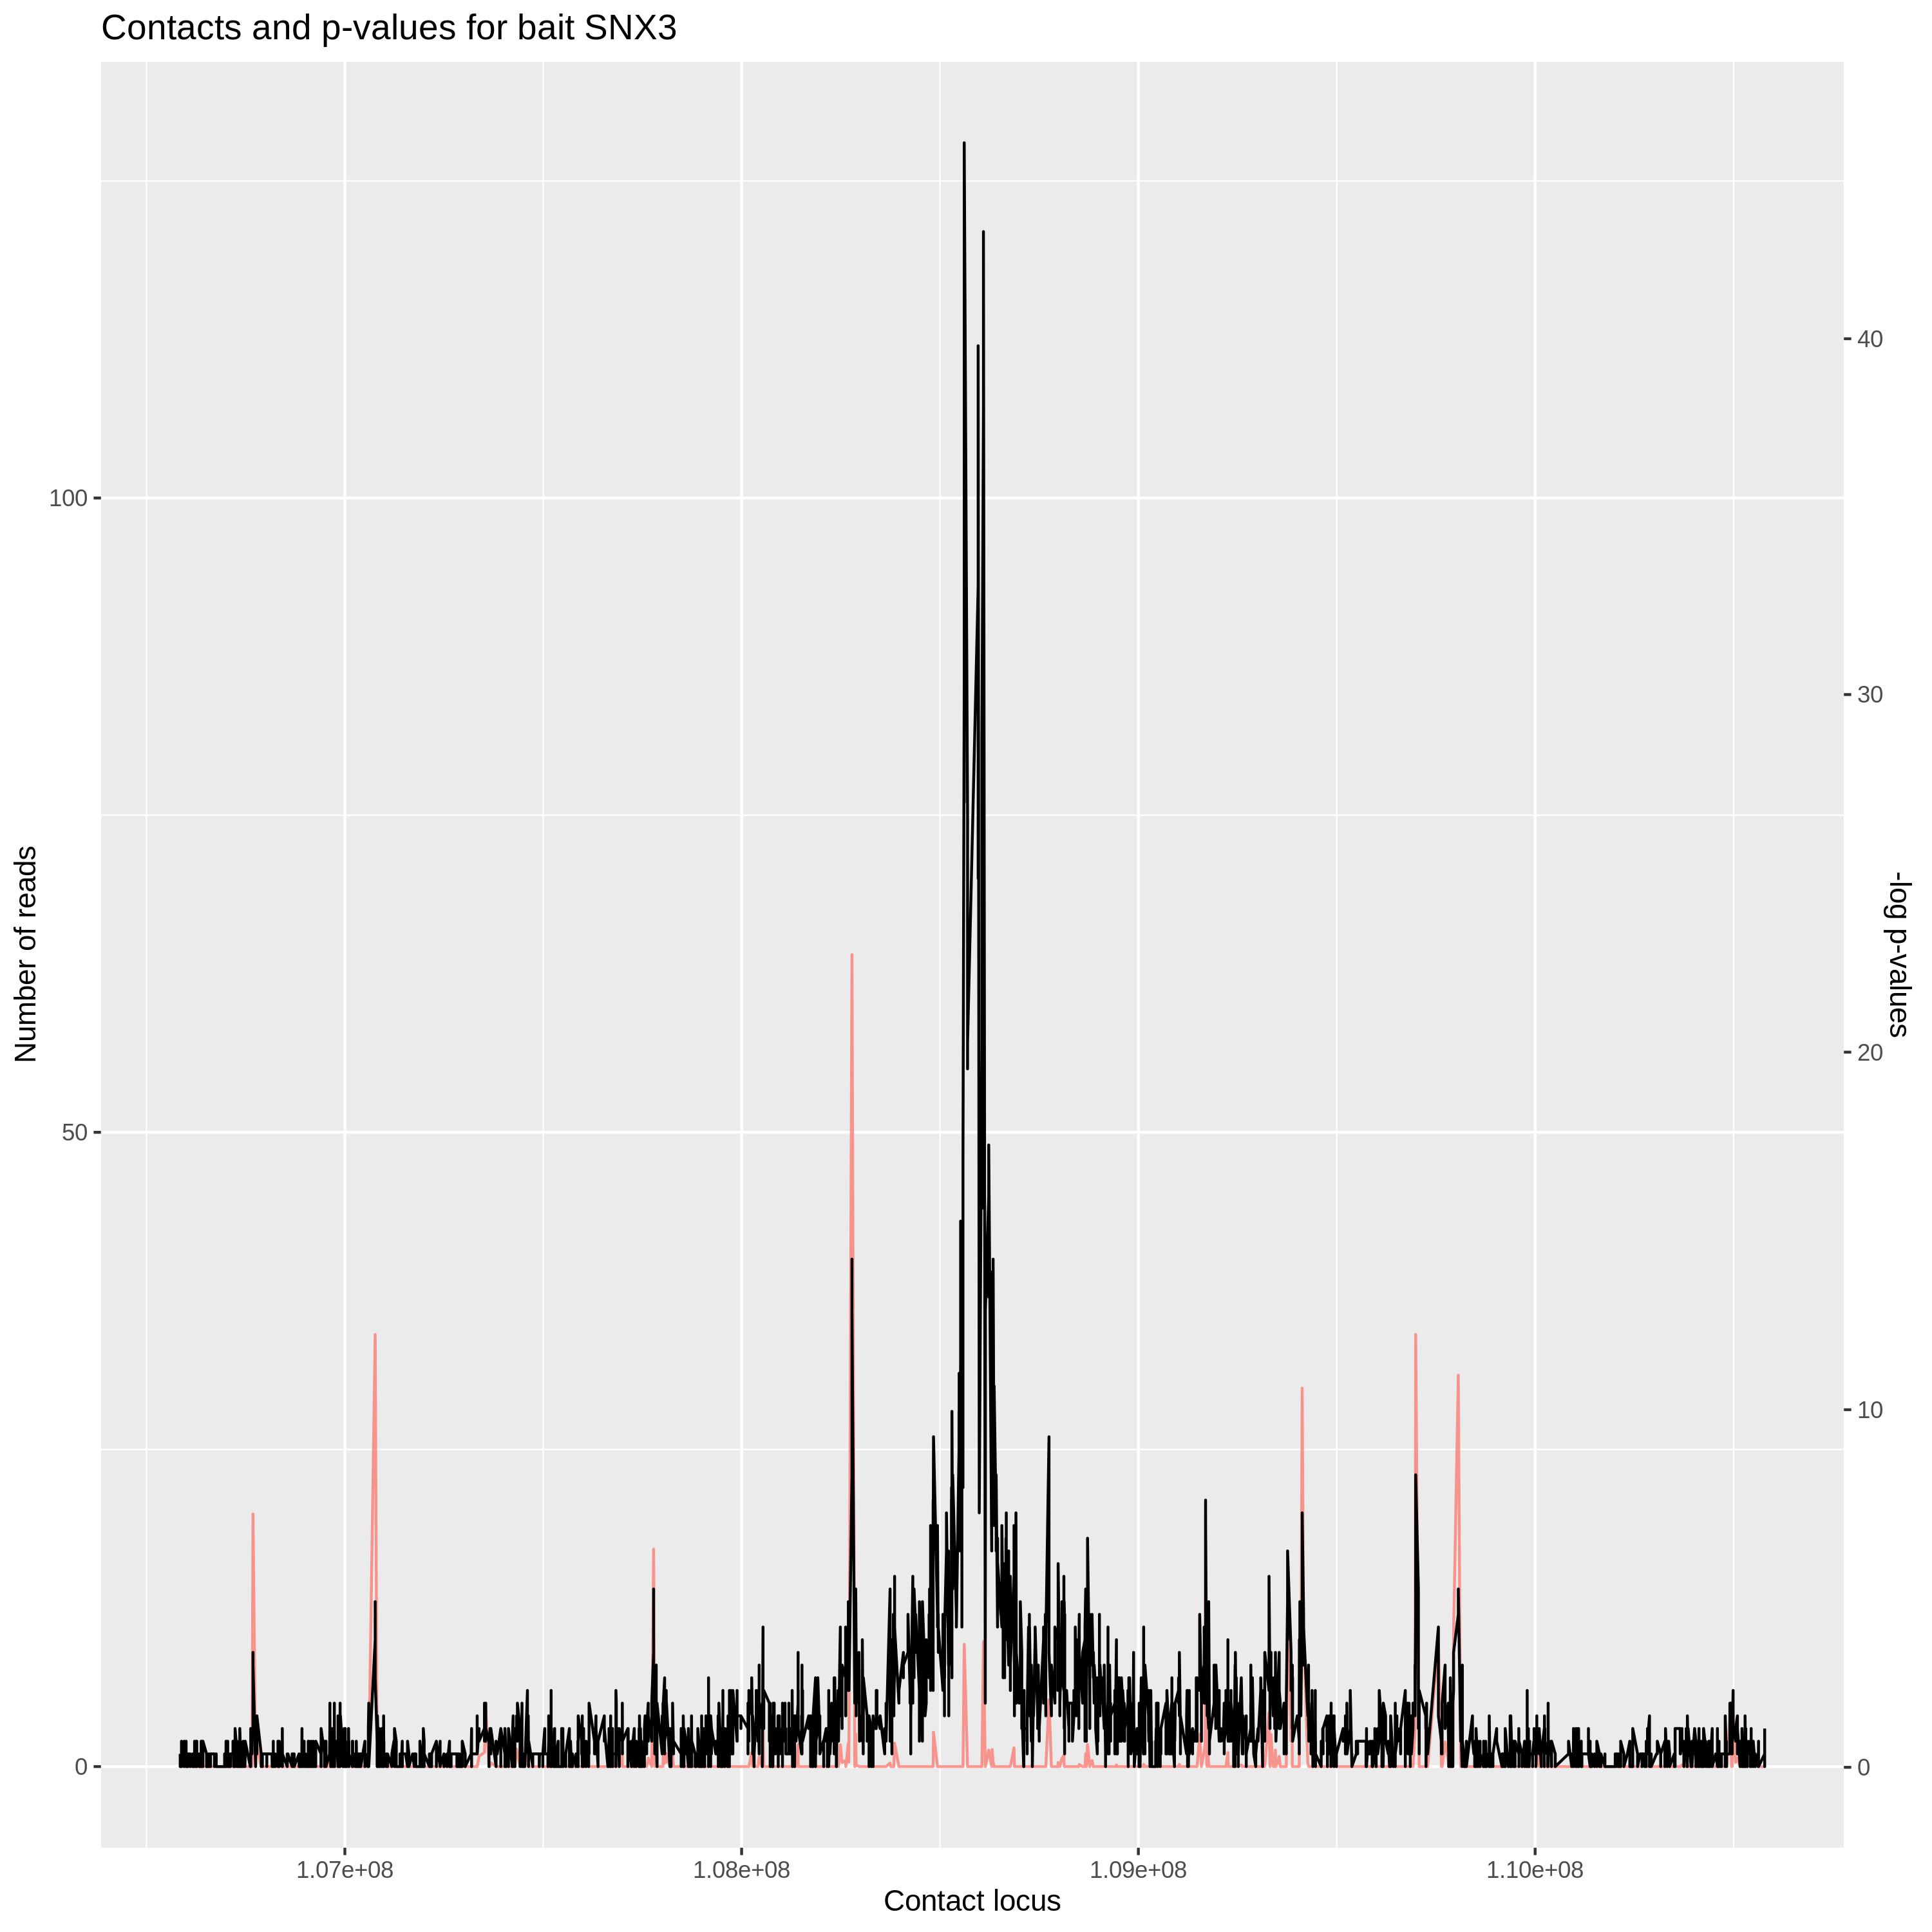 Contacts and p-values for bait SNX3
Number of reads
100
50
0
40
30
20
10
0
-log p-values
1.07e+08
1.08e+08
1.09e+08
1.10e+08
Contact locus